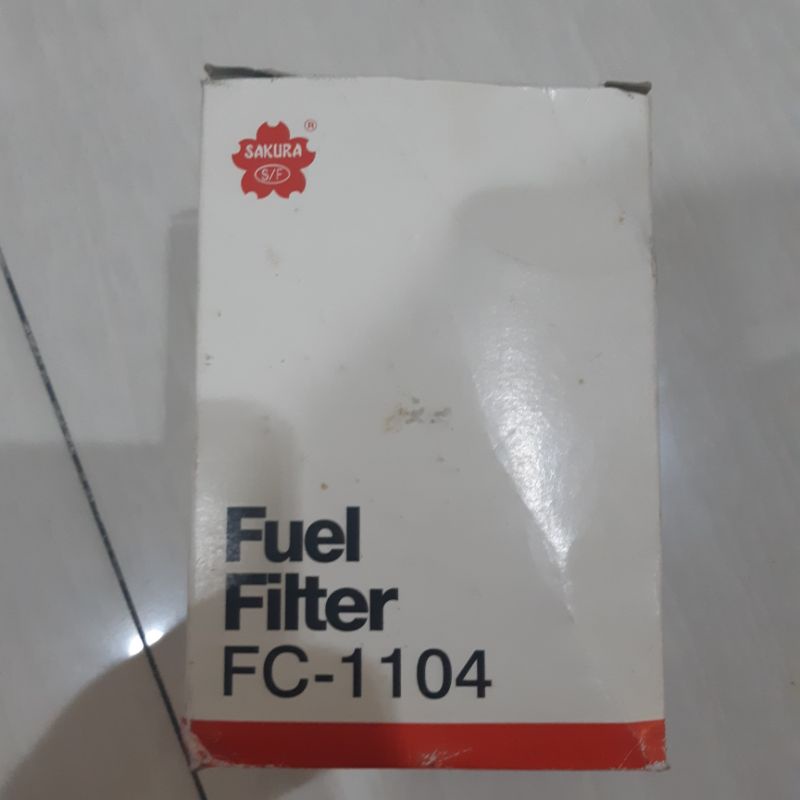 ®
SAKURA
S/F
Fuel
Filter
FC-1104